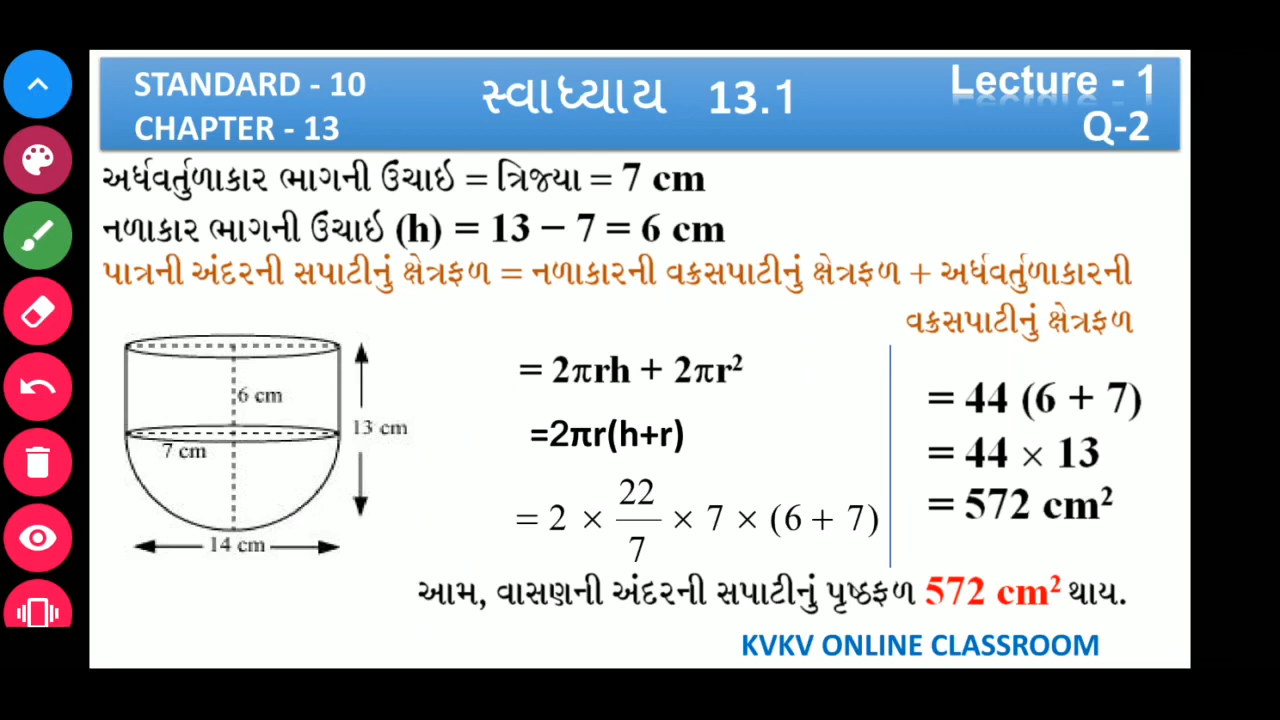 STANDARD - 10
CHAPTER - 13
સ્વાધ્યાય 13.1
Lecture - 1
Q-2
અર્ધવર્તુળાકાર ભાગની ઉંચાઇ = ત્રિજ્યા = 7 cm
નળાકાર ભાગની ઉંચાઇ (h) = 13 – 7 = 6 cm
પાત્રની અંદરની સપાટીનું ક્ષેત્રફળ = નળાકારની વક્રસપાટીનું ક્ષેત્રફળ + અર્ધવર્તુળાકારની
વક્રસપાટીનું ક્ષેત્રફળ
6 cm
13 cm
7 cm
14 cm
= 2πrh + 2πr²
=2πr(h+r)
= 2 × 22/7 × 7 × (6 + 7)
= 44 (6 + 7)
= 44 × 13
= 572 cm²
આમ, વાસણની અંદરની સપાટીનું પૃષ્ઠફળ 572 cm² થાય.
KVKV ONLINE CLASSROOM